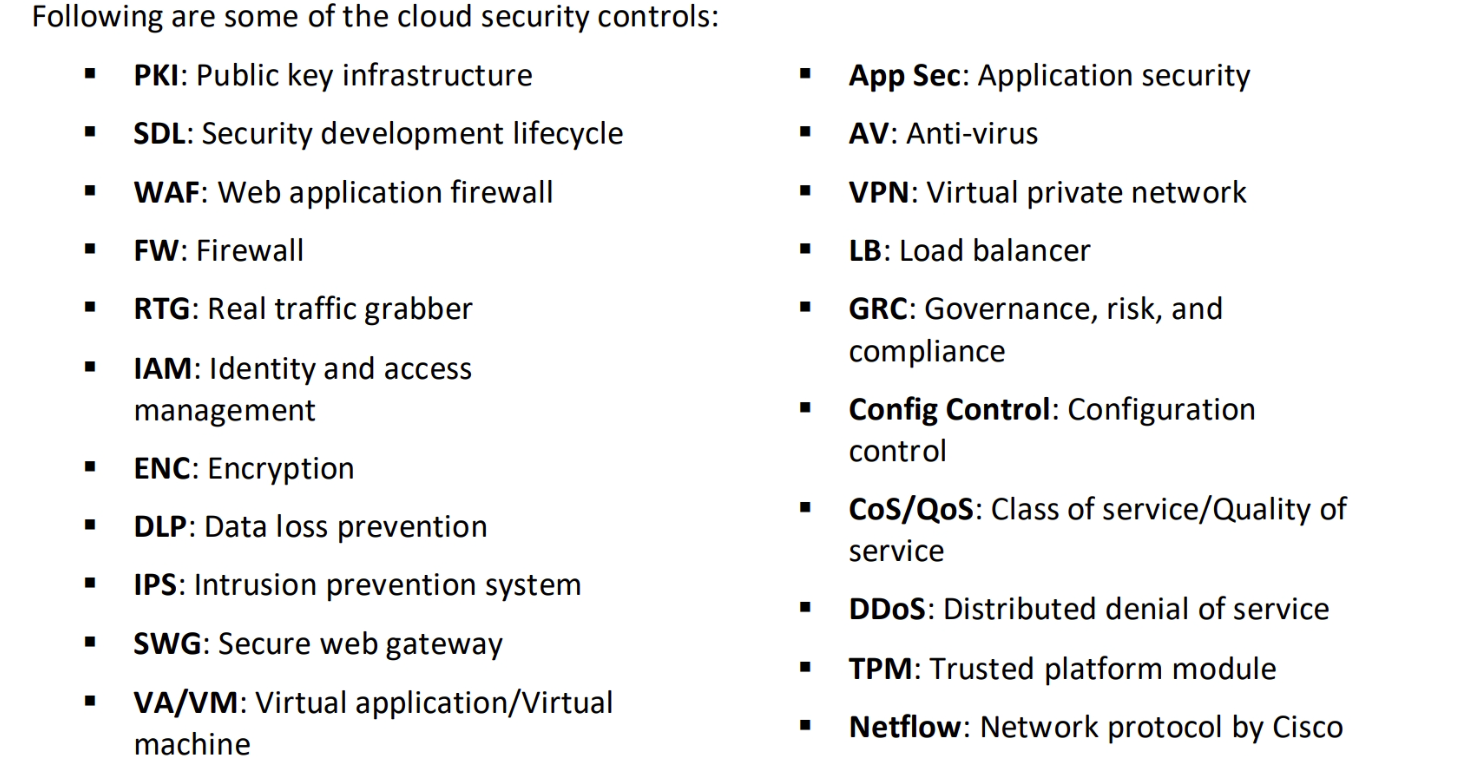 Following are some of the cloud security controls:
▪ PKI: Public key infrastructure
▪ SDL: Security development lifecycle
▪ WAF: Web application firewall
▪ FW: Firewall
▪ RTG: Real traffic grabber
▪ IAM: Identity and access
management
▪ ENC: Encryption
▪ DLP: Data loss prevention
▪ IPS: Intrusion prevention system
▪ SWG: Secure web gateway
▪ VA/VM: Virtual application/Virtual
machine
▪ App Sec: Application security
▪ AV: Anti-virus
▪ VPN: Virtual private network
▪ LB: Load balancer
▪ GRC: Governance, risk, and
compliance
▪ Config Control: Configuration
control
▪ CoS/QoS: Class of service/Quality of
service
▪ DDoS: Distributed denial of service
▪ TPM: Trusted platform module
▪ Netflow: Network protocol by Cisco